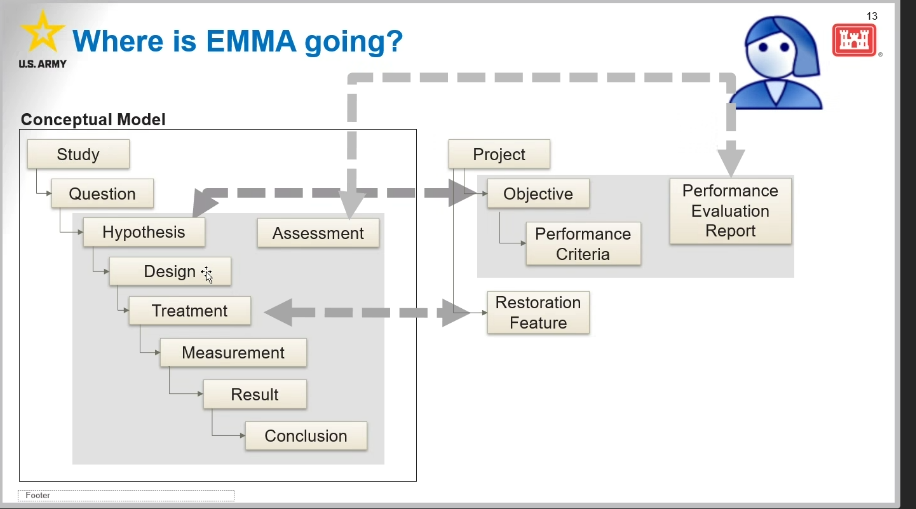 13
Where is EMMA going?
U.S. ARMY
®
Conceptual Model
Study
Question
Hypothesis
Assessment
Design
Treatment
Measurement
Result
Conclusion
Project
Objective
Performance
Criteria
Performance
Evaluation
Report
Restoration
Feature
Footer